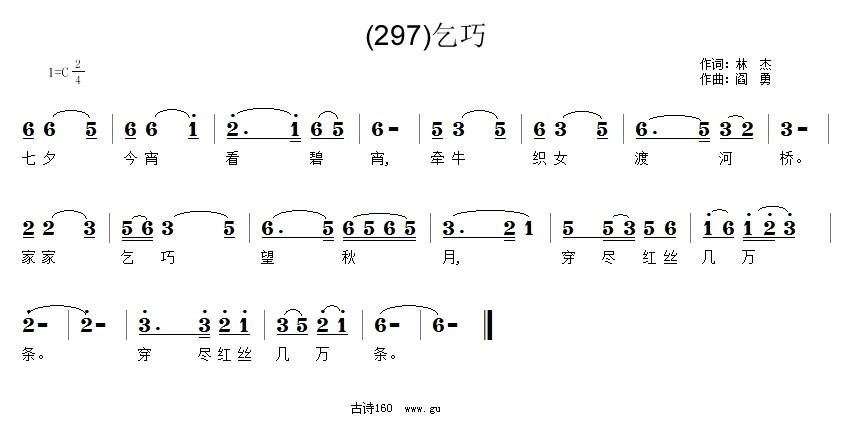 (297)乞巧
1=C 2/4
作词：林 杰
作曲：阎 勇
6 6 5 | 6 6 1 | 2. 1 6 5 | 6- | 5 3 5 | 6 3 5 | 6. 5 3 2 | 3- |
七夕 今宵 看 碧 宵, 牵牛 织女 渡 河 桥。
2 2 3 | 5 6 3 5 | 6. 5 6 5 6 5 | 3. 2 1 | 5 5 3 5 6 | 1 6 1 2 3 |
家家 乞 巧 望 秋 月, 穿 尽 红丝 几 万
2- | 2- | 3. 3 2 1 | 3 5 2 1 | 6- | 6- ‖
条。 穿 尽红丝 几 万 条。
古诗160 www.gu